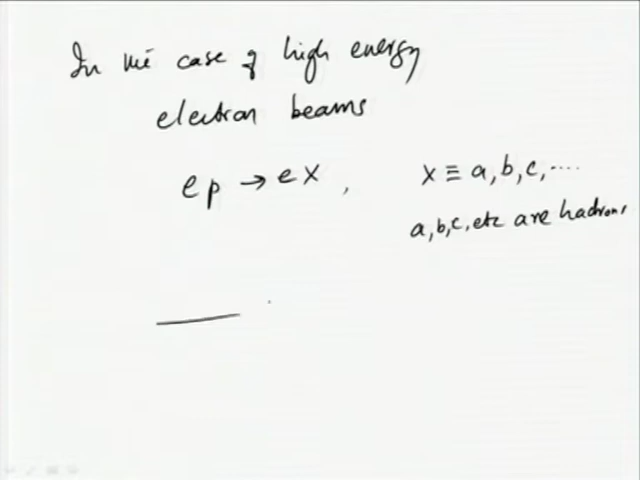 In the case of high energy
electron beams
ep → eX , X ≡ a, b, c, ....
a, b, c, etc are hadrons